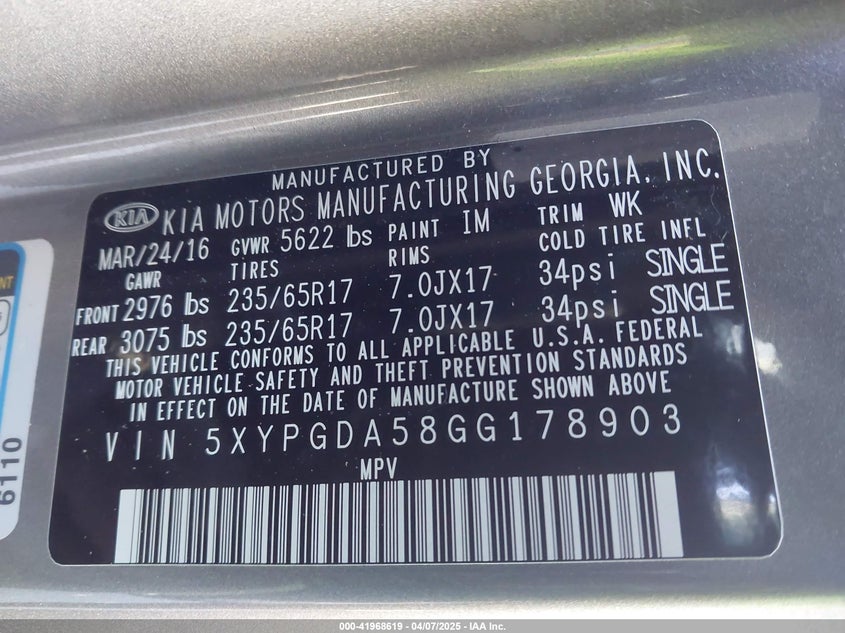 MANUFACTURED BY
KIA KIA MOTORS MANUFACTURING GEORGIA, INC.
MAR/24/16 GVWR 5622 lbs PAINT IM TRIM WK
GAWR TIRES RIMS COLD TIRE INFL
FRONT 2976 lbs 235/65R17 7.0JX17 34psi SINGLE
REAR 3075 lbs 235/65R17 7.0JX17 34psi SINGLE
THIS VEHICLE CONFORMS TO ALL APPLICABLE U.S.A. FEDERAL
MOTOR VEHICLE SAFETY AND THEFT PREVENTION STANDARDS
IN EFFECT ON THE DATE OF MANUFACTURE SHOWN ABOVE
VIN 5XYPGDA58GG178903
MPV
6110
000-41968619 - 04/07/2025 - IAA Inc.